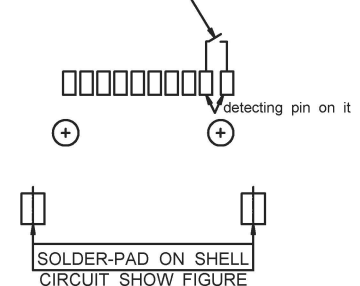 detecting pin on it
SOLDER-PAD ON SHELL
CIRCUIT SHOW FIGURE